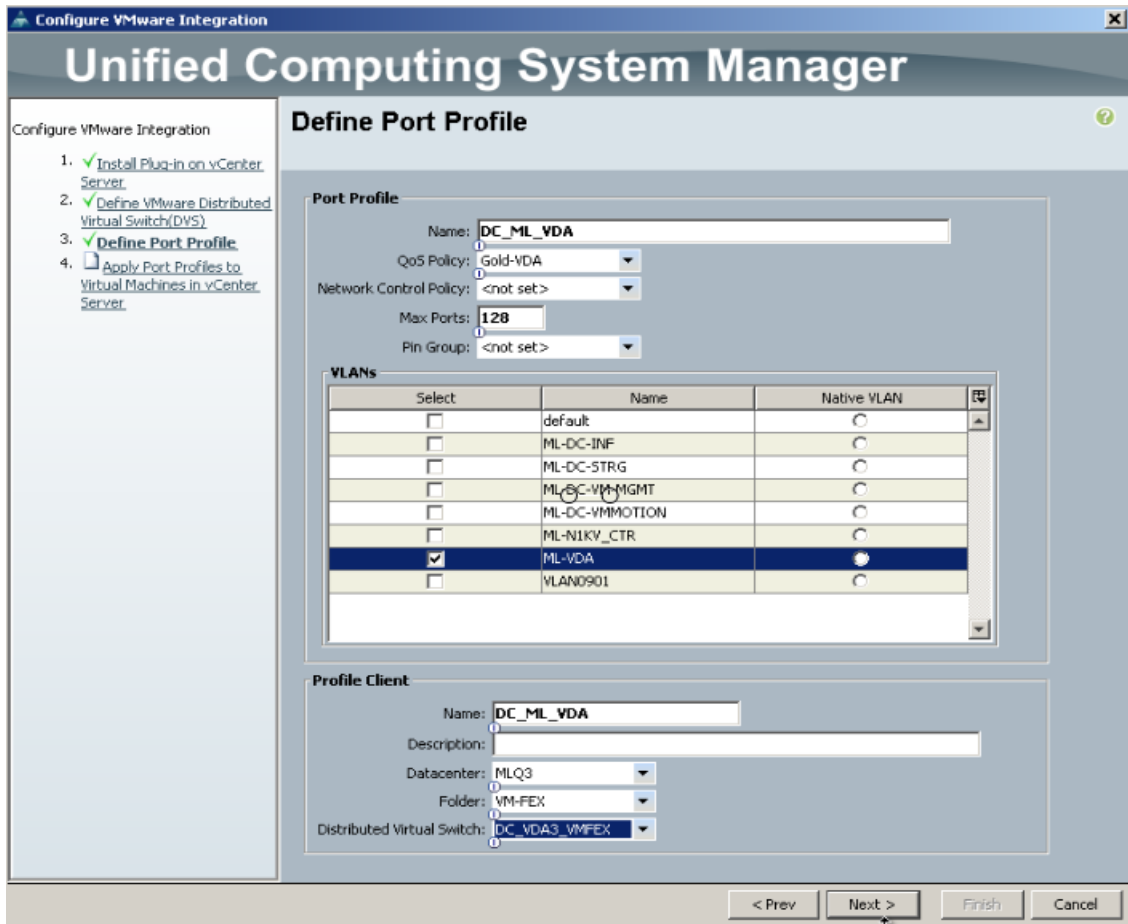 Configure VMware Integration
Unified Computing System Manager
Configure VMware Integration
1. Install Plug-in on vCenter
Server
2. Define VMware Distributed
Virtual Switch(DVS)
3. Define Port Profile
4. Apply Port Profiles to
Virtual Machines in vCenter
Server
Define Port Profile
Port Profile
Name: DC_ML_VDA
QoS Policy: Gold-VDA
Network Control Policy: <not set>
Max Ports: 128
Pin Group: <not set>
VLANs
Select Name Native VLAN
default
ML-DC-INF
ML-DC-STRG
ML-DC-VM-MGMT
ML-DC-VMMOTION
ML-N1KV_CTR
ML-VDA
VLAN0901
Profile Client
Name: DC_ML_VDA
Description:
Datacenter: MLQ3
Folder: VM-FEX
Distributed Virtual Switch: DC_VDA3_VMFEX
< Prev Next > Finish Cancel